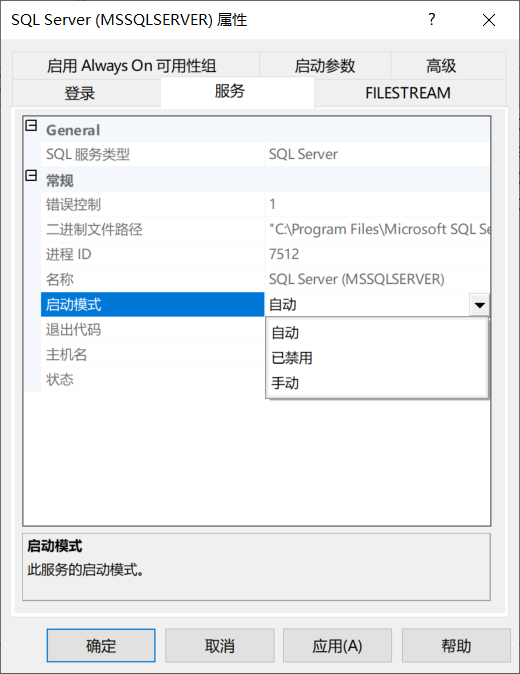 SQL Server (MSSQLSERVER) 属性
?
启用 Always On 可用性组 启动参数 高级
登录 服务 FILESTREAM
General
SQL 服务类型 SQL Server
常规
错误控制 1
二进制文件路径 "C:\Program Files\Microsoft SQL Se
进程 ID 7512
名称 SQL Server (MSSQLSERVER)
启动模式 自动
退出代码 自动
主机名 已禁用
状态 手动
启动模式
此服务的启动模式。
确定 取消 应用(A) 帮助